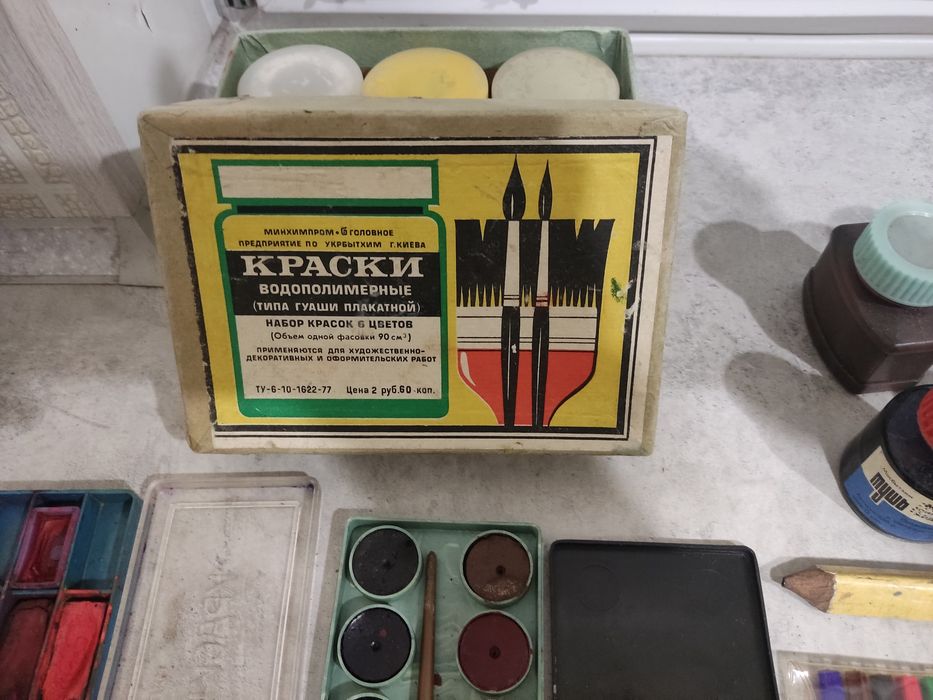 МИНХИМПРОМ • ГОЛОВНОЕ
ПРЕДПРИЯТИЕ ПО УКРБЫТХИМ Г.КИЕВА
КРАСКИ
ВОДОПОЛИМЕРНЫЕ
(ТИПА ГУАШИ ПЛАКАТНОЙ)
НАБОР КРАСОК 6 ЦВЕТОВ
(Объем одной фасовки 90 см³)
ПРИМЕНЯЮТСЯ ДЛЯ ХУДОЖЕСТВЕННО-
ДЕКОРАТИВНЫХ И ОФОРМИТЕЛЬСКИХ РАБОТ
ТУ-6-10-1622-77 Цена 2 руб.60 коп.
тушь